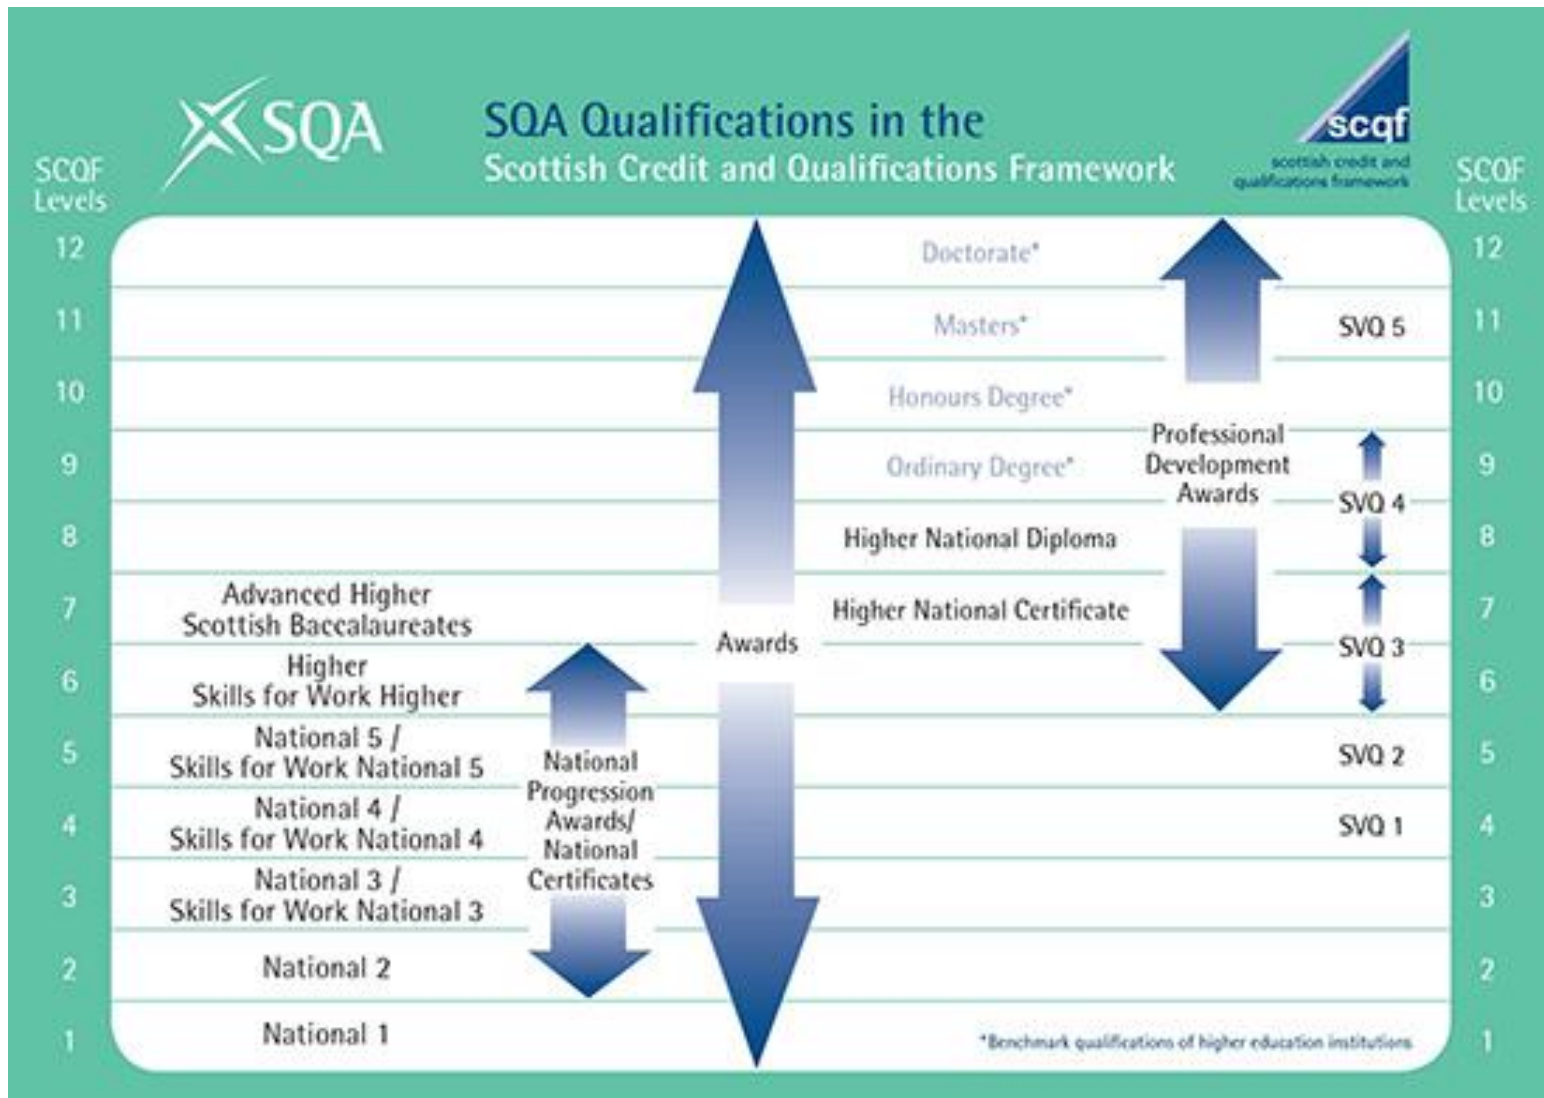 SQA
SQA Qualifications in the
Scottish Credit and Qualifications Framework
scqf
scottish credit and
qualifications framework
SCQF
Levels
SCQF
Levels
12
Doctorate*
12
11
Masters*
SVQ 5
11
10
Honours Degree*
10
9
Ordinary Degree*
Professional
Development
Awards
9
SVQ 4
8
Higher National Diploma
8
7
Advanced Higher
Scottish Baccalaureates
Higher National Certificate
7
Awards
SVQ 3
6
Higher
Skills for Work Higher
6
5
National 5 /
Skills for Work National 5
SVQ 2
5
National
Progression
Awards/
National
Certificates
4
National 4 /
Skills for Work National 4
SVQ 1
4
3
National 3 /
Skills for Work National 3
3
2
National 2
2
1
National 1
*Benchmark qualifications of higher education institutions
1